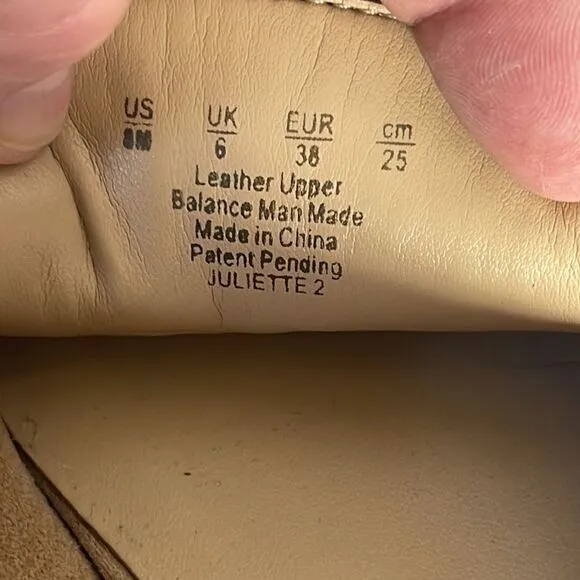 US UK EUR cm
8M 6 38 25
Leather Upper
Balance Man Made
Made in China
Patent Pending
JULIETTE 2